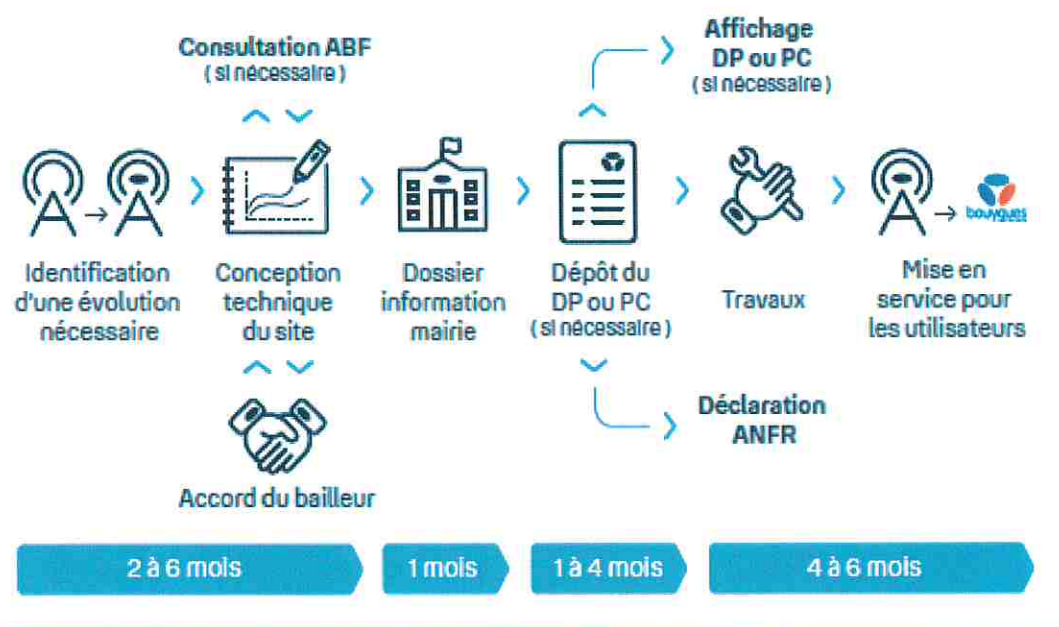 Consultation ABF
(si nécessaire)
Affichage
DP ou PC
(si nécessaire)
Identification
d'une évolution
nécessaire
Conception
technique
du site
Dossier
information
mairie
Dépôt du
DP ou PC
(si nécessaire)
Travaux
bouygues
Mise en
service pour
les utilisateurs
Accord du bailleur
Déclaration
ANFR
2 à 6 mois
1 mois
1 à 4 mois
4 à 6 mois